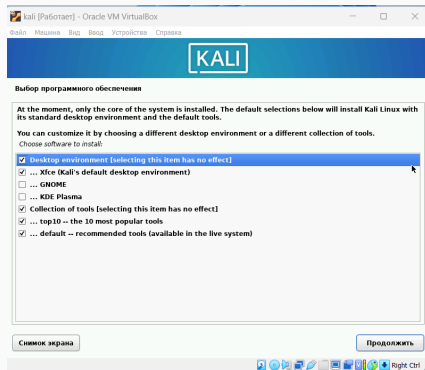 kali [Работает] - Oracle VM VirtualBox
Файл Машина Вид Ввод Устройства Справка
KALI
Выбор программного обеспечения
At the moment, only the core of the system is installed. The default selections below will install Kali Linux with
its standard desktop environment and the default tools.
You can customize it by choosing a different desktop environment or a different collection of tools.
Choose software to install:
Desktop environment [selecting this item has no effect]
... Xfce (Kali's default desktop environment)
... GNOME
... KDE Plasma
Collection of tools [selecting this item has no effect]
... top10 -- the 10 most popular tools
... default -- recommended tools (available in the live system)
Снимок экрана
Продолжить
Right Ctrl